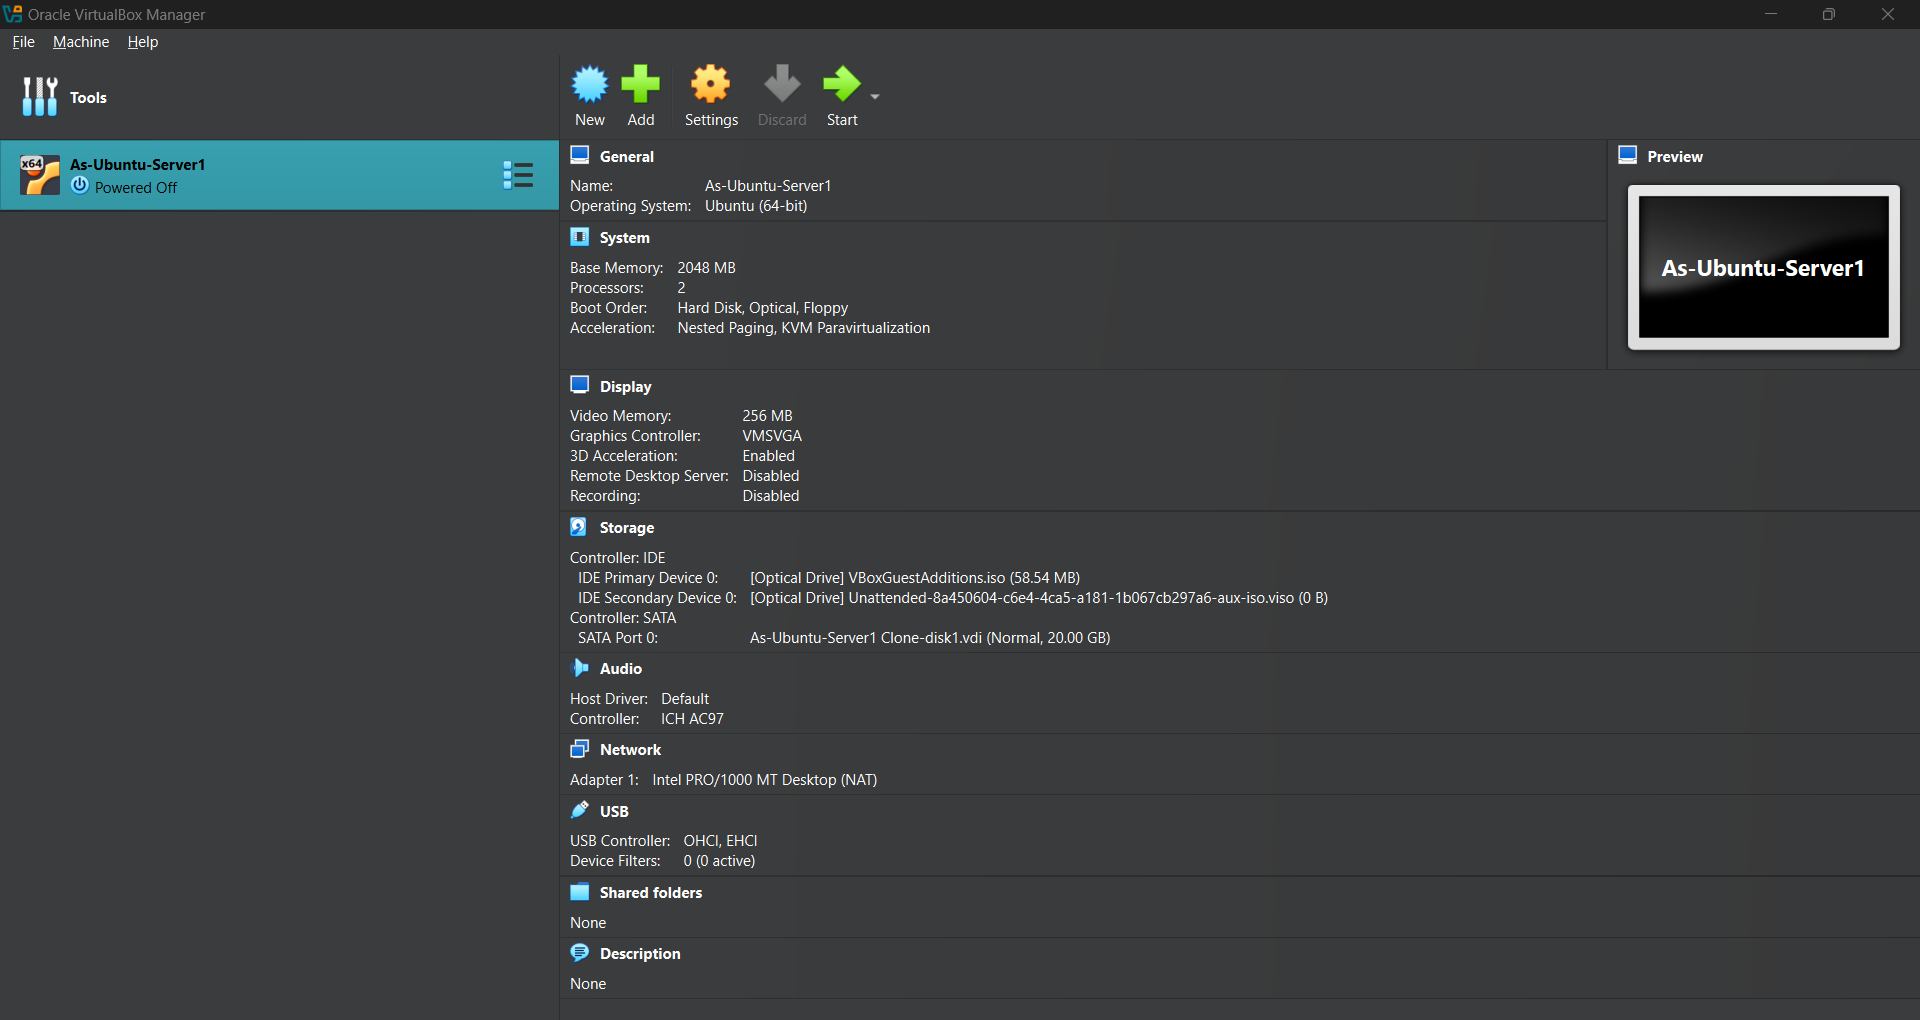 Oracle VirtualBox Manager
File Machine Help
Tools
New Add Settings Discard Start
x64
As-Ubuntu-Server1
Powered Off
General
Name: As-Ubuntu-Server1
Operating System: Ubuntu (64-bit)
Preview
As-Ubuntu-Server1
System
Base Memory: 2048 MB
Processors: 2
Boot Order: Hard Disk, Optical, Floppy
Acceleration: Nested Paging, KVM Paravirtualization
Display
Video Memory: 256 MB
Graphics Controller: VMSVGA
3D Acceleration: Enabled
Remote Desktop Server: Disabled
Recording: Disabled
Storage
Controller: IDE
IDE Primary Device 0: [Optical Drive] VBoxGuestAdditions.iso (58.54 MB)
IDE Secondary Device 0: [Optical Drive] Unattended-8a450604-c6e4-4ca5-a181-1b067cb297a6-aux-iso.viso (0 B)
Controller: SATA
SATA Port 0: As-Ubuntu-Server1 Clone-disk1.vdi (Normal, 20.00 GB)
Audio
Host Driver: Default
Controller: ICH AC97
Network
Adapter 1: Intel PRO/1000 MT Desktop (NAT)
USB
USB Controller: OHCI, EHCI
Device Filters: 0 (0 active)
Shared folders
None
Description
None